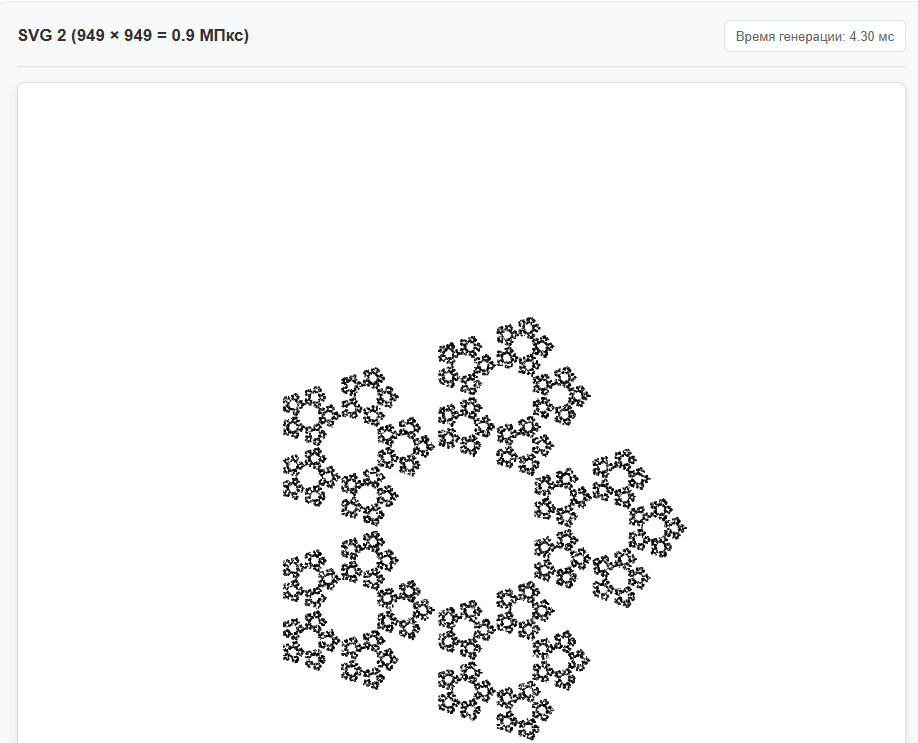 SVG 2 (949 × 949 = 0.9 МПкс)
Время генерации: 4.30 мс